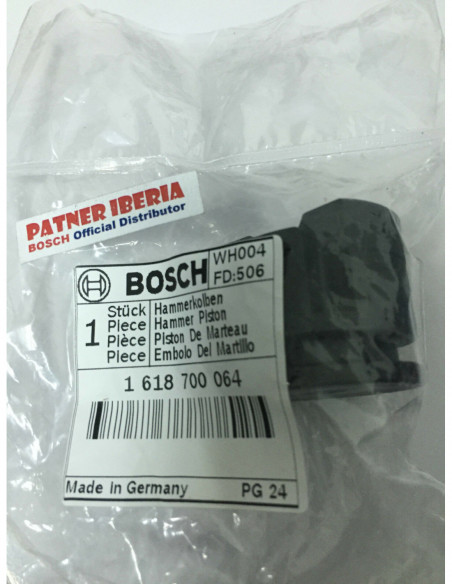 PATNER IBERIA
BOSCH Official Distributor
BOSCH
WH004
FD:506
1
Stück
Piece
Pièce
Piece
Hammerkolben
Hammer Piston
Piston De Marteau
Embolo Del Martillo
1 618 700 064
Made in Germany
PG 24